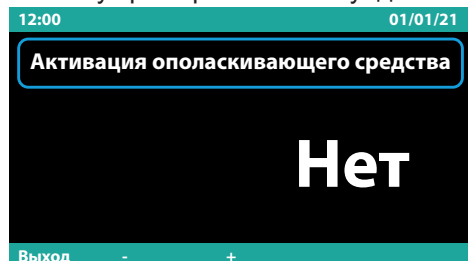 12:00 01/01/21
Активация ополаскивающего средства
Нет
Выход - +